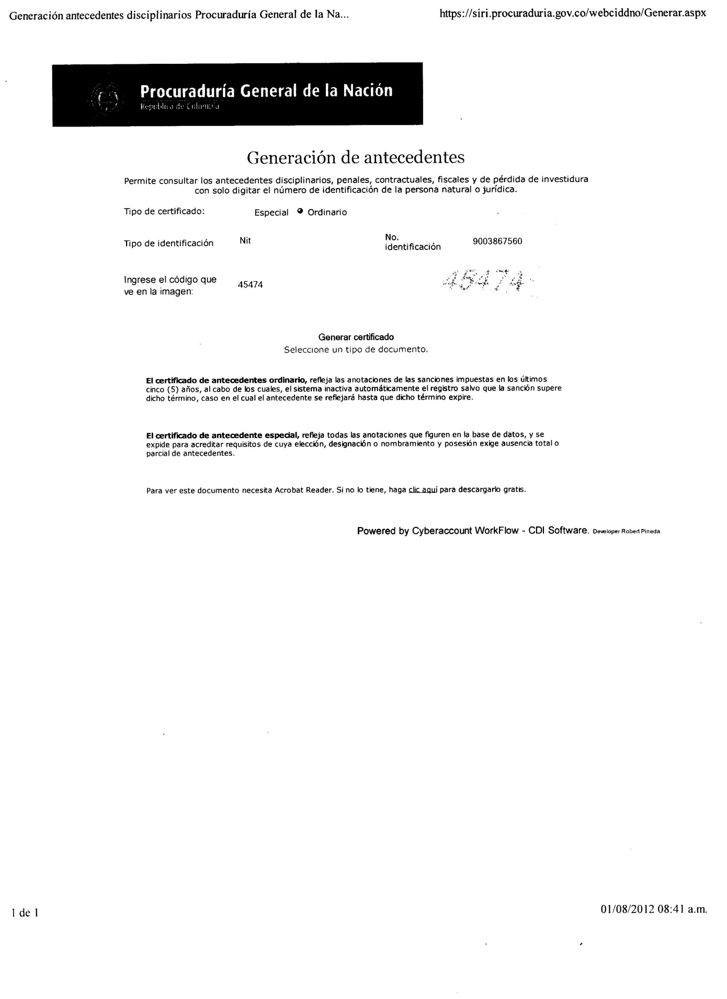 Generación antecedentes disciplinarios Procuraduría General de la Na...
https://siri.procuraduria.gov.co/webciddno/Generar.aspx
Procuraduría General de la Nación
República de Colombia
Generación de antecedentes
Permite consultar los antecedentes disciplinarios, penales, contractuales, fiscales y de pérdida de investidura
con solo digitar el número de identificación de la persona natural o jurídica.
Tipo de certificado: Especial Ordinario
Tipo de identificación Nit No. identificación 9003867560
Ingrese el código que
ve en la imagen: 45474 45474
Generar certificado
Seleccione un tipo de documento.
El certificado de antecedentes ordinario, refleja las anotaciones de las sanciones impuestas en los últimos
cinco (5) años, al cabo de los cuales, el sistema inactiva automáticamente el registro salvo que la sanción supere
dicho término, caso en el cual el antecedente se reflejará hasta que dicho término expire.
El certificado de antecedente especial, refleja todas las anotaciones que figuren en la base de datos, y se
expide para acreditar requisitos de cuya elección, designación o nombramiento y posesión exige ausencia total o
parcial de antecedentes.
Para ver este documento necesita Acrobat Reader. Si no lo tiene, haga clic aquí para descargarlo gratis.
Powered by Cyberaccount WorkFlow - CDI Software. Developer Robert Pineda.
1 de 1
01/08/2012 08:41 a.m.